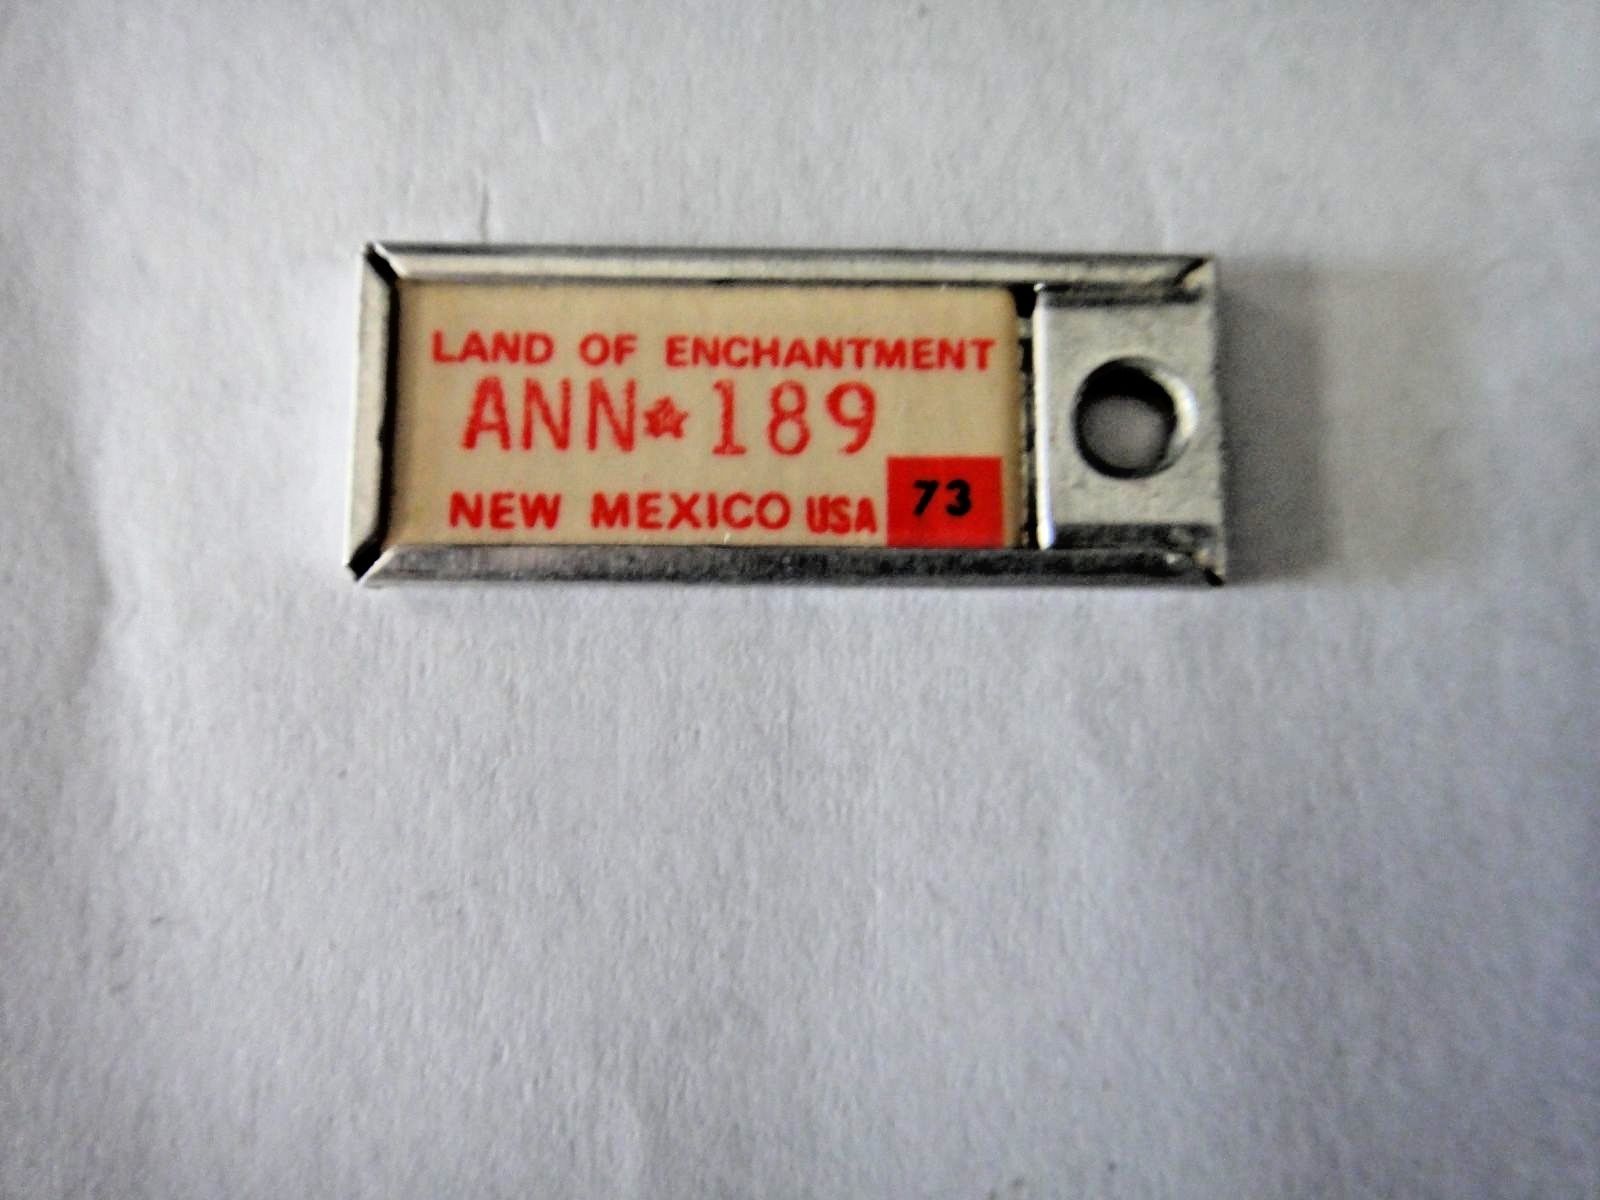 LAND OF ENCHANTMENT
ANN★189
NEW MEXICO USA 73